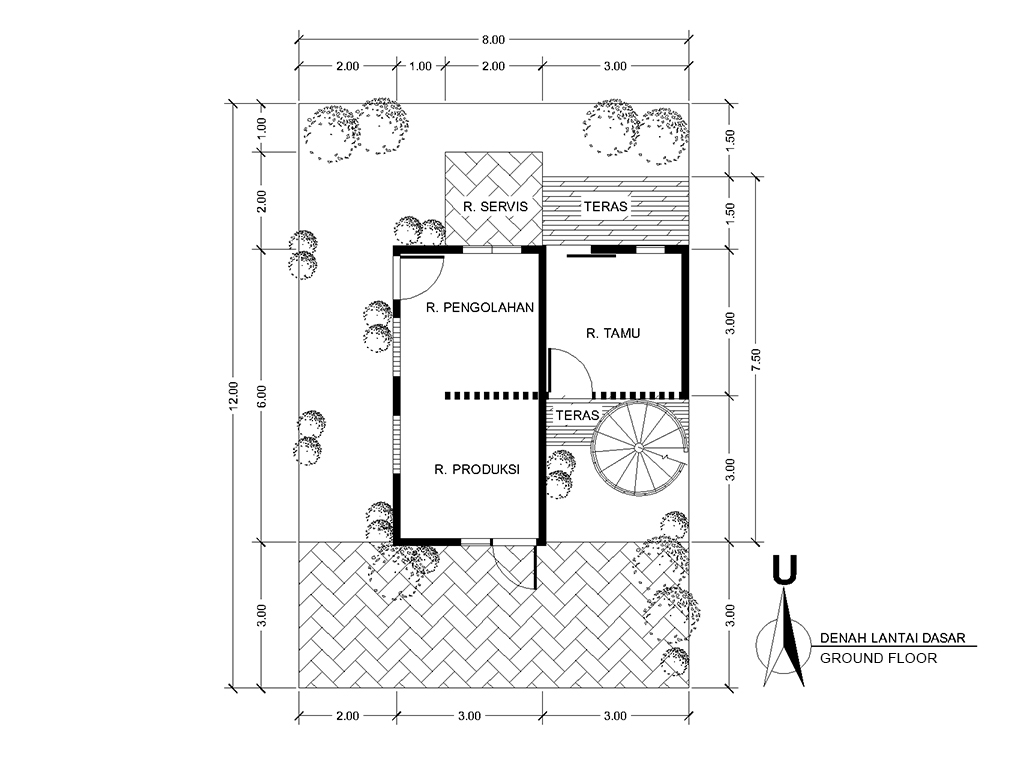 8.00
2.00 1.00 2.00 3.00
1.00
1.50
2.00
R. SERVIS
TERAS
1.50
R. PENGOLAHAN
3.00
R. TAMU
7.50
12.00
6.00
TERAS
R. PRODUKSI
3.00
U
3.00
3.00
DENAH LANTAI DASAR
GROUND FLOOR
2.00 3.00 3.00